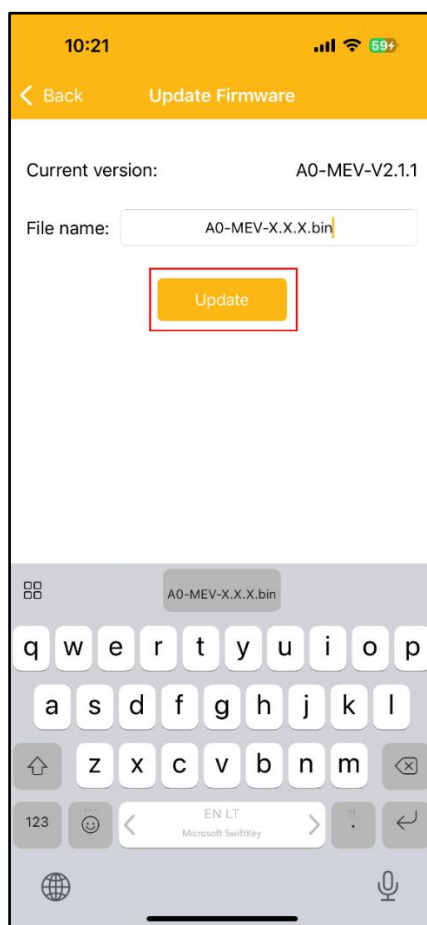 10:21
59
Back Update Firmware
Current version: A0-MEV-V2.1.1
File name: A0-MEV-X.X.X.bin
Update
A0-MEV-X.X.X.bin
q w e r t y u i o p
a s d f g h j k l
z x c v b n m
123 EN LT ?!, .
Microsoft SwiftKey